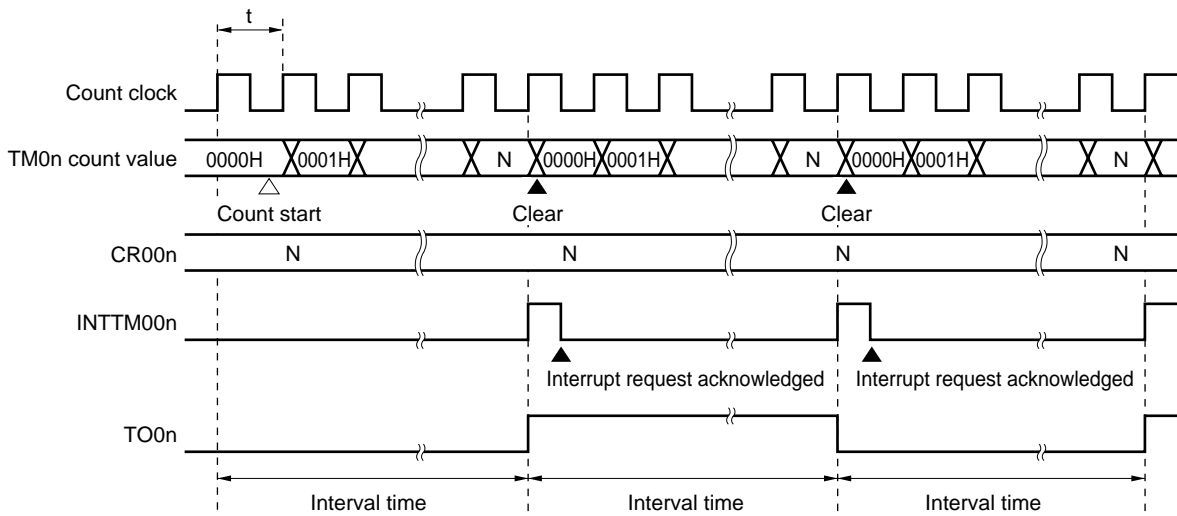 t
Count clock
TM0n count value 0000H 0001H N 0000H 0001H N 0000H 0001H N
Count start Clear Clear
CR00n N N N N
INTTM00n
Interrupt request acknowledged Interrupt request acknowledged
TO0n
Interval time Interval time Interval time